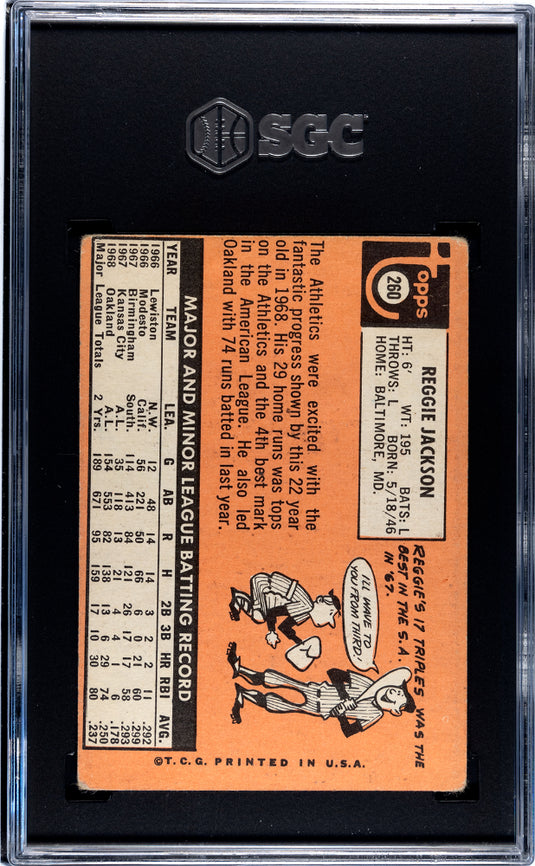 SGC
Topps
260
REGGIE JACKSON
HT: 6' WT: 195 BATS: L
THROWS: L BORN: 5/18/46
HOME: BALTIMORE, MD.
REGGIE'S 17 TRIPLES WAS THE
BEST IN THE S.A.
IN '67.
I'LL WAVE TO
YOU FROM THIRD!
The Athletics were excited with the
fantastic progress shown by this 22 year
old in 1968. His 29 home runs was tops
on the Athletics and the 4th best mark
in the American League. He also led
Oakland with 74 runs batted in last year.
MAJOR AND MINOR LEAGUE BATTING RECORD
YEAR TEAM LEA. G AB R H 2B 3B HR RBI AVG.
1966 Lewiston N.W. 12 48 14 14 3 2 2 11 .292
1966 Modesto Calif. 56 221 50 66 6 0 21 60 .299
1967 Birmingham South. 114 413 84 121 26 17 17 58 .293
1967 Kansas City A.L. 35 118 13 21 4 4 1 6 .178
1968 Oakland A.L. 154 553 82 138 13 6 29 74 .250
Major League Totals 2 Yrs. 189 671 95 159 17 10 30 80 .237
©T.C.G. PRINTED IN U.S.A.